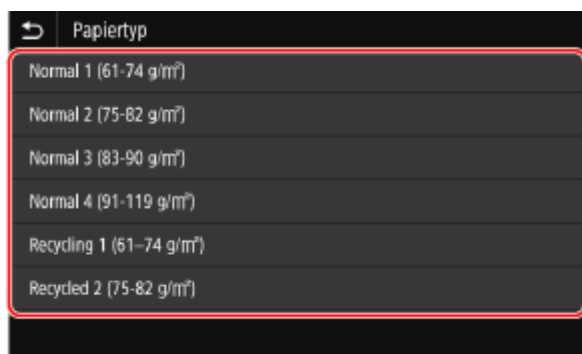 Papiertyp
Normal 1 (61-74 g/m²)
Normal 2 (75-82 g/m²)
Normal 3 (83-90 g/m²)
Normal 4 (91-119 g/m²)
Recycling 1 (61–74 g/m²)
Recycled 2 (75-82 g/m²)